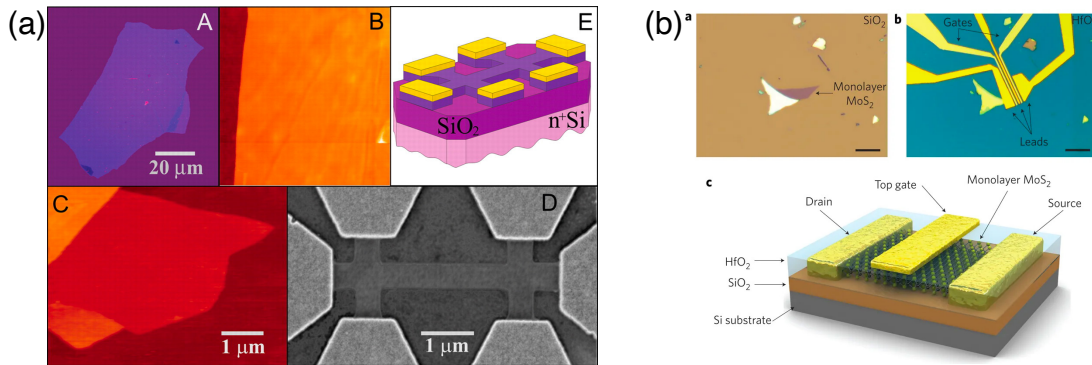 (a)
A
20 μm
B
E
SiO₂
n⁺Si
C
1 μm
D
1 μm
(b)
a
SiO₂
Monolayer
MoS₂
b
Gates
HfO
Leads
c
Top gate
Monolayer MoS₂
Drain
Source
HfO₂
SiO₂
Si substrate